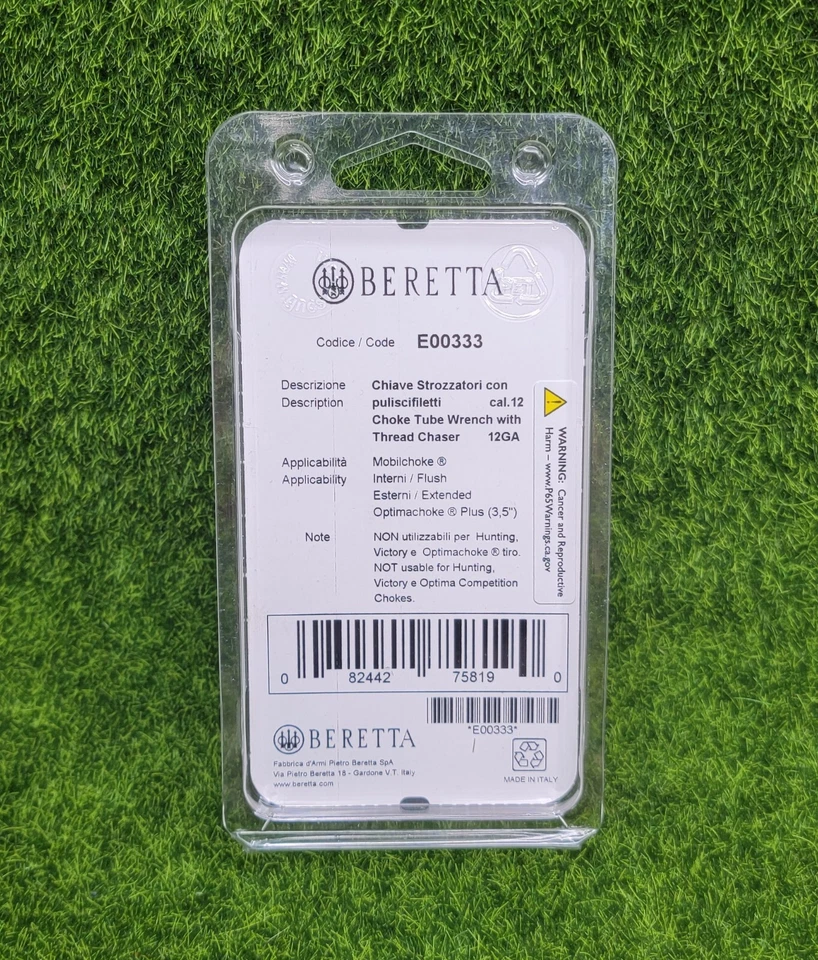 BERETTA
Codice / Code E00333
Descrizione Chiave Strozzatori con
Description puliscifiletti cal.12
Choke Tube Wrench with
Thread Chaser 12GA
Applicabilità Mobilchoke ®
Applicability Interni / Flush
Esterni / Extended
Optimachoke ® Plus (3,5")
Note NON utilizzabili per Hunting,
Victory e Optimachoke ® tiro.
NOT usable for Hunting,
Victory e Optima Competition
Chokes.
WARNING: Cancer and Reproductive
Harm – www.P65Warnings.ca.gov
0 82442 75819 0
*E00333*
BERETTA
Fabbrica d'Armi Pietro Beretta SpA
Via Pietro Beretta 18 - Gardone V.T. Italy
www.beretta.com
MADE IN ITALY